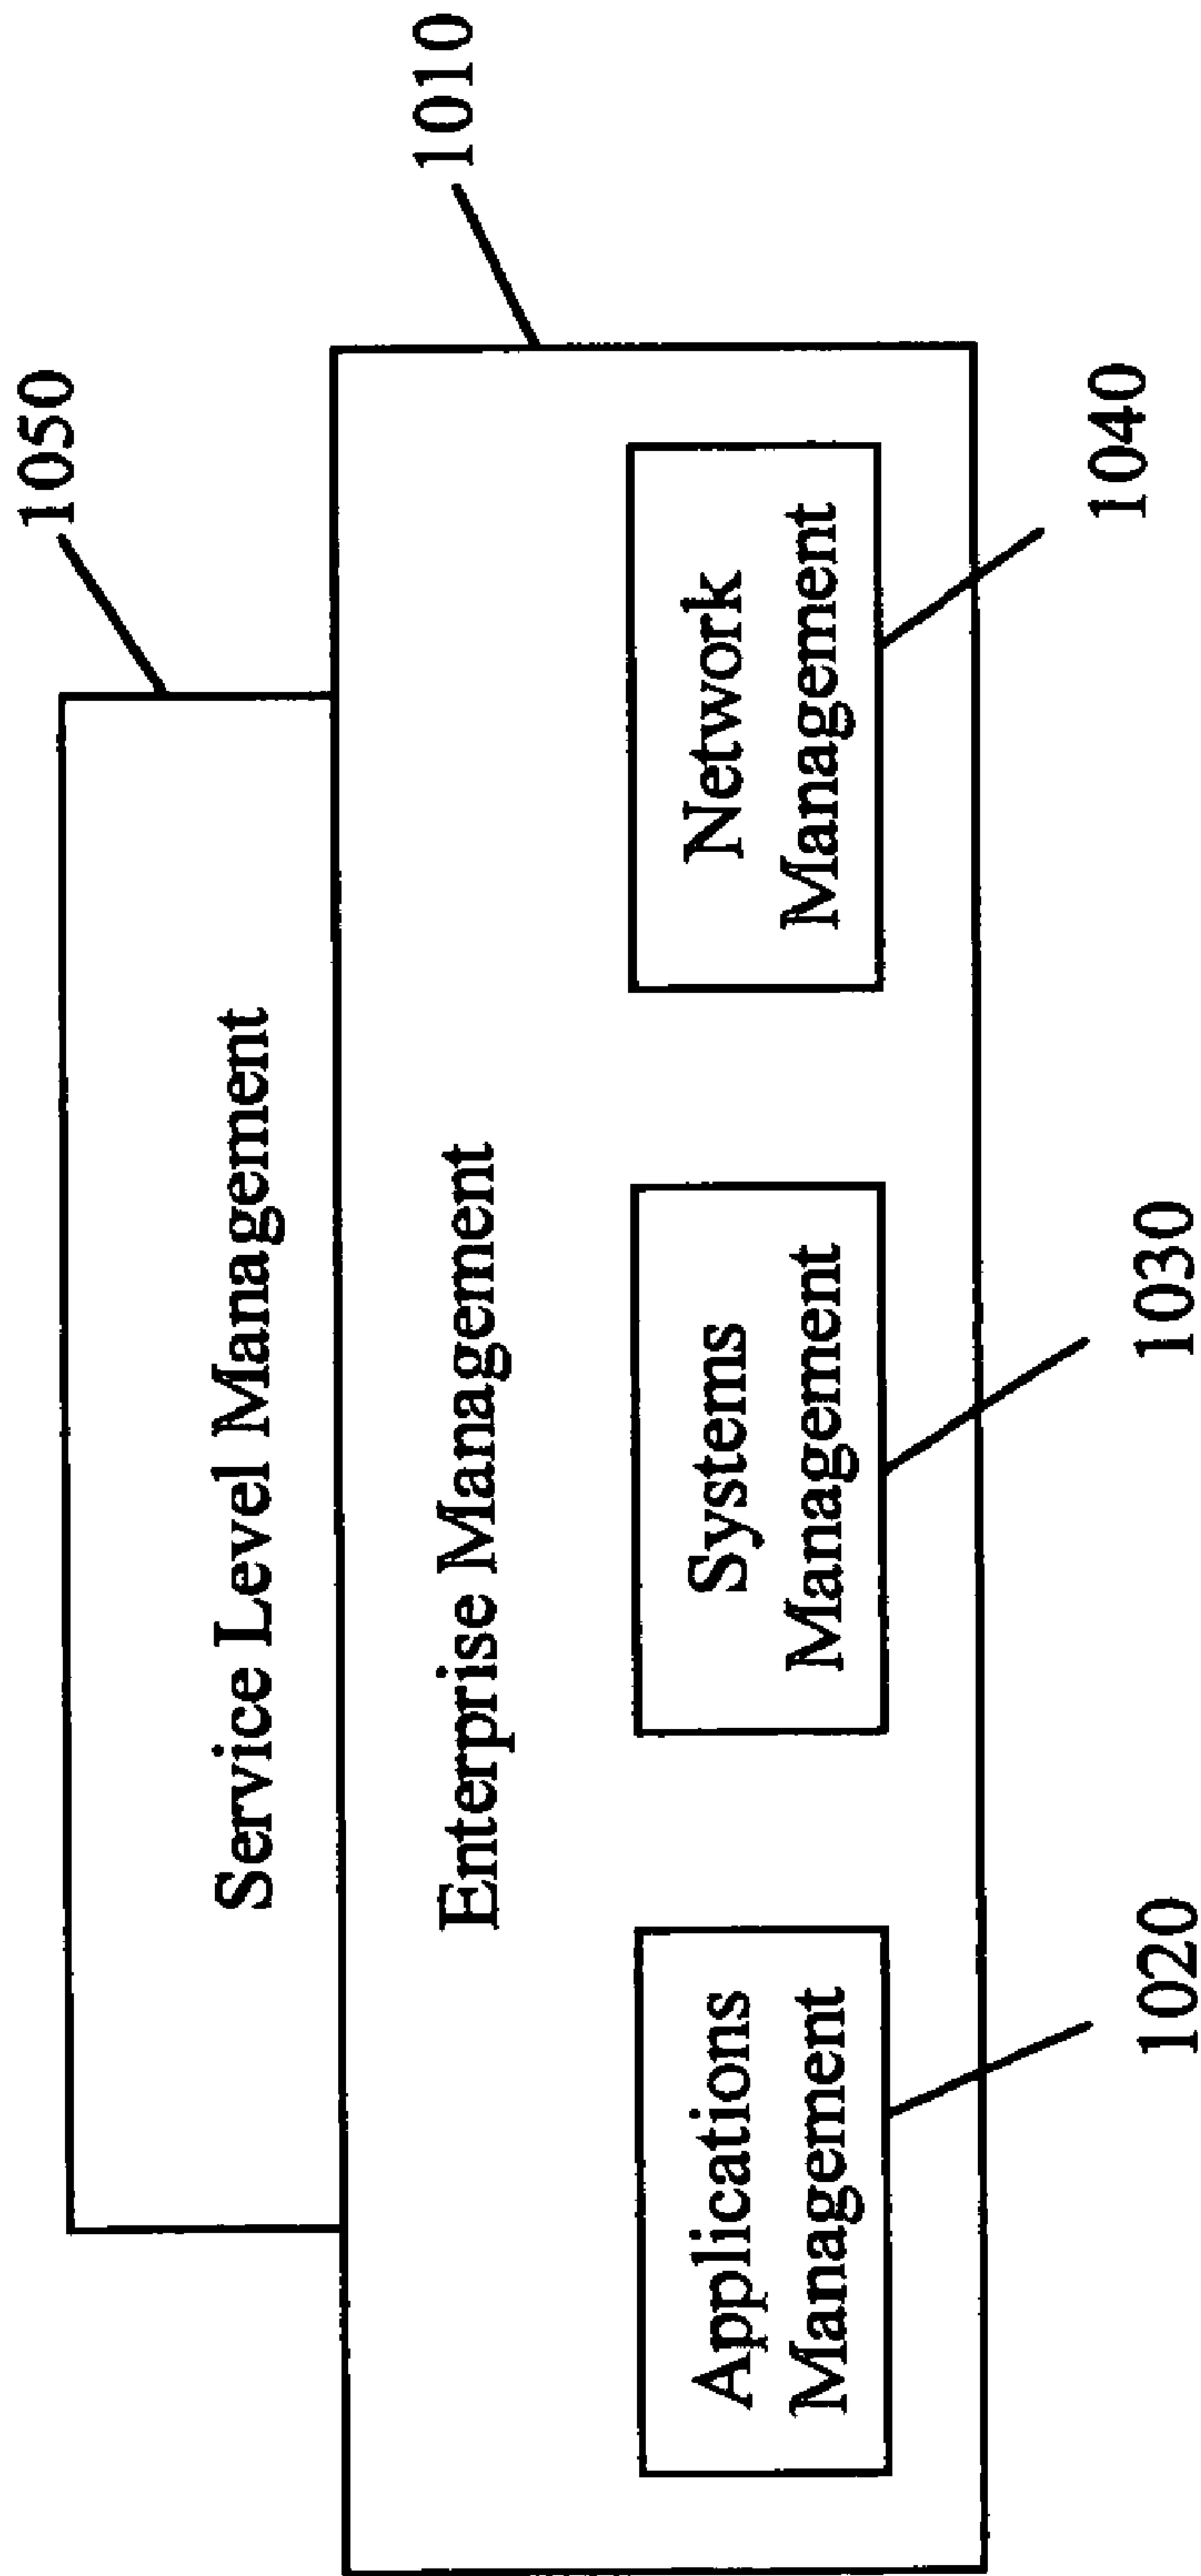 1050
Service Level Management
1010
Enterprise Management
Applications
Management
Systems
Management
Network
Management
1020
1030
1040